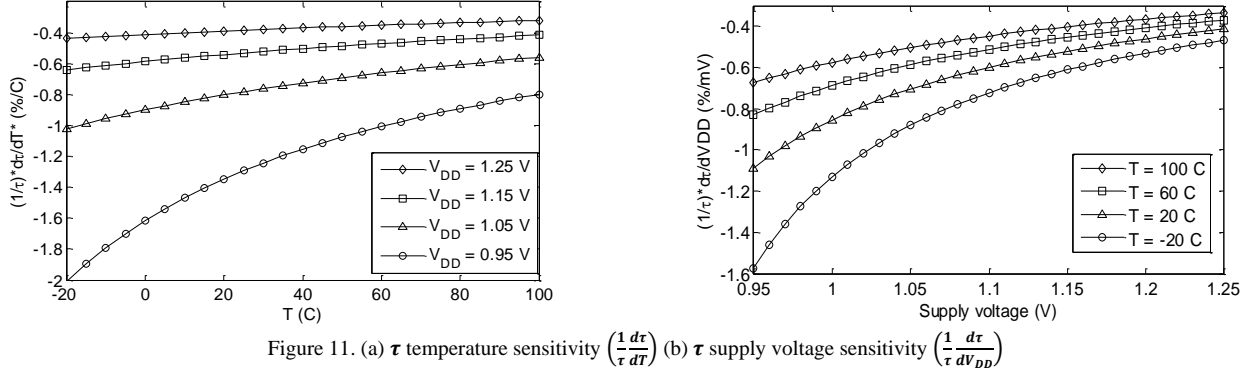 (1/τ)*dτ/dT* (%/C)
-0.4
-0.6
-0.8
-1
-1.2
-1.4
-1.6
-1.8
-2
-20 0 20 40 60 80 100
T (C)
V_DD = 1.25 V
V_DD = 1.15 V
V_DD = 1.05 V
V_DD = 0.95 V
(1/τ)*dτ/dVDD (%/mV)
-0.4
-0.6
-0.8
-1
-1.2
-1.4
-1.6
0.95 1 1.05 1.1 1.15 1.2 1.25
Supply voltage (V)
T = 100 C
T = 60 C
T = 20 C
T = -20 C
Figure 11. (a) τ temperature sensitivity (1/τ dτ/dT) (b) τ supply voltage sensitivity (1/τ dτ/dV_DD)